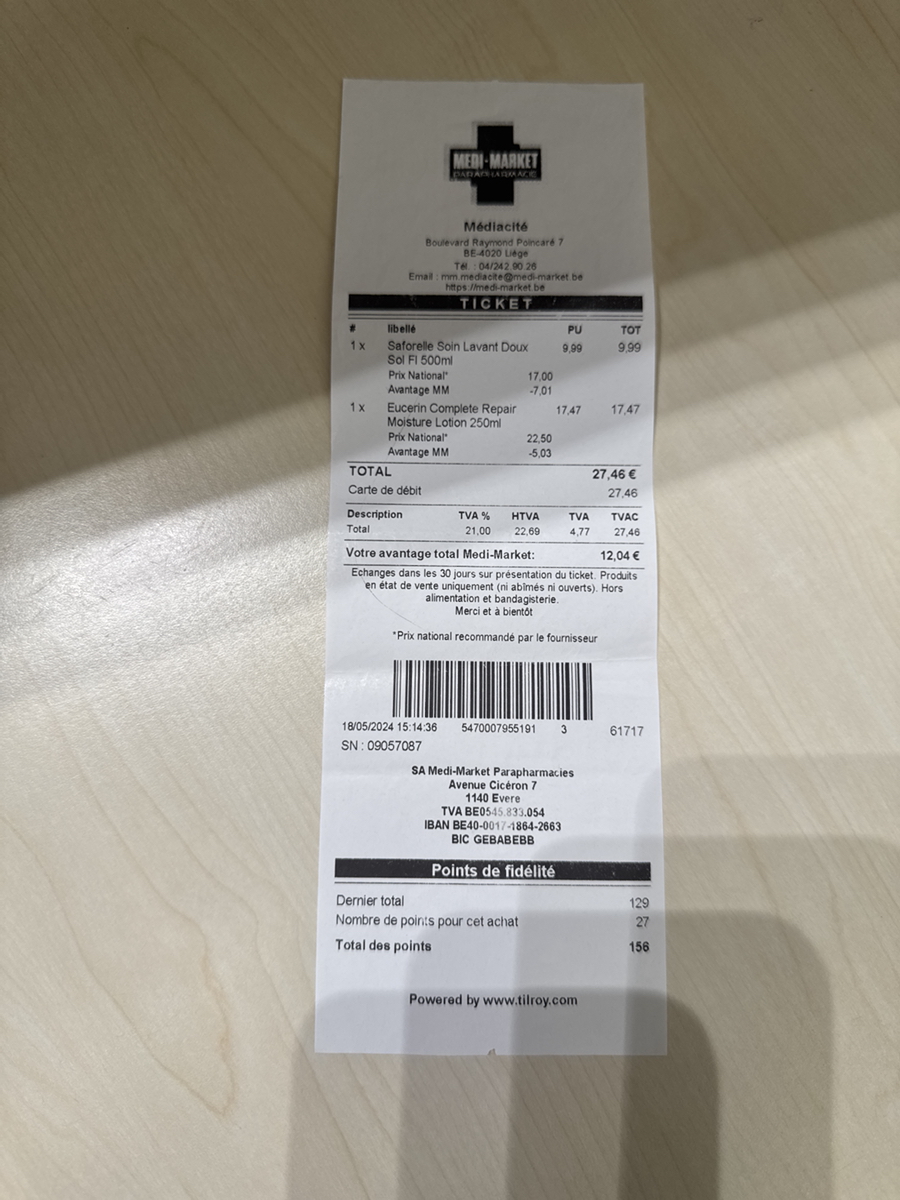 MEDI-MARKET
PARAPHARMACIE
Médiacité
Boulevard Raymond Poincaré 7
BE-4020 Liège
Tél. : 04/242.90.26
Email : mm.mediacite@medi-market.be
https://medi-market.be
TICKET
# libellé PU TOT
1 x Saforelle Soin Lavant Doux 9,99 9,99
Sol Fl 500ml
Prix National* 17,00
Avantage MM -7,01
1 x Eucerin Complete Repair 17,47 17,47
Moisture Lotion 250ml
Prix National* 22,50
Avantage MM -5,03
TOTAL 27,46 €
Carte de débit 27,46
Description TVA % HTVA TVA TVAC
Total 21,00 22,69 4,77 27,46
Votre avantage total Medi-Market: 12,04 €
Echanges dans les 30 jours sur présentation du ticket. Produits
en état de vente uniquement (ni abîmés ni ouverts). Hors
alimentation et bandagisterie.
Merci et à bientôt
*Prix national recommandé par le fournisseur
18/05/2024 15:14:36 5470007955191 3 61717
SN : 09057087
SA Medi-Market Parapharmacies
Avenue Cicéron 7
1140 Evere
TVA BE0545.833.054
IBAN BE40-0017-1864-2663
BIC GEBABEBB
Points de fidélité
Dernier total 129
Nombre de points pour cet achat 27
Total des points 156
Powered by www.tilroy.com